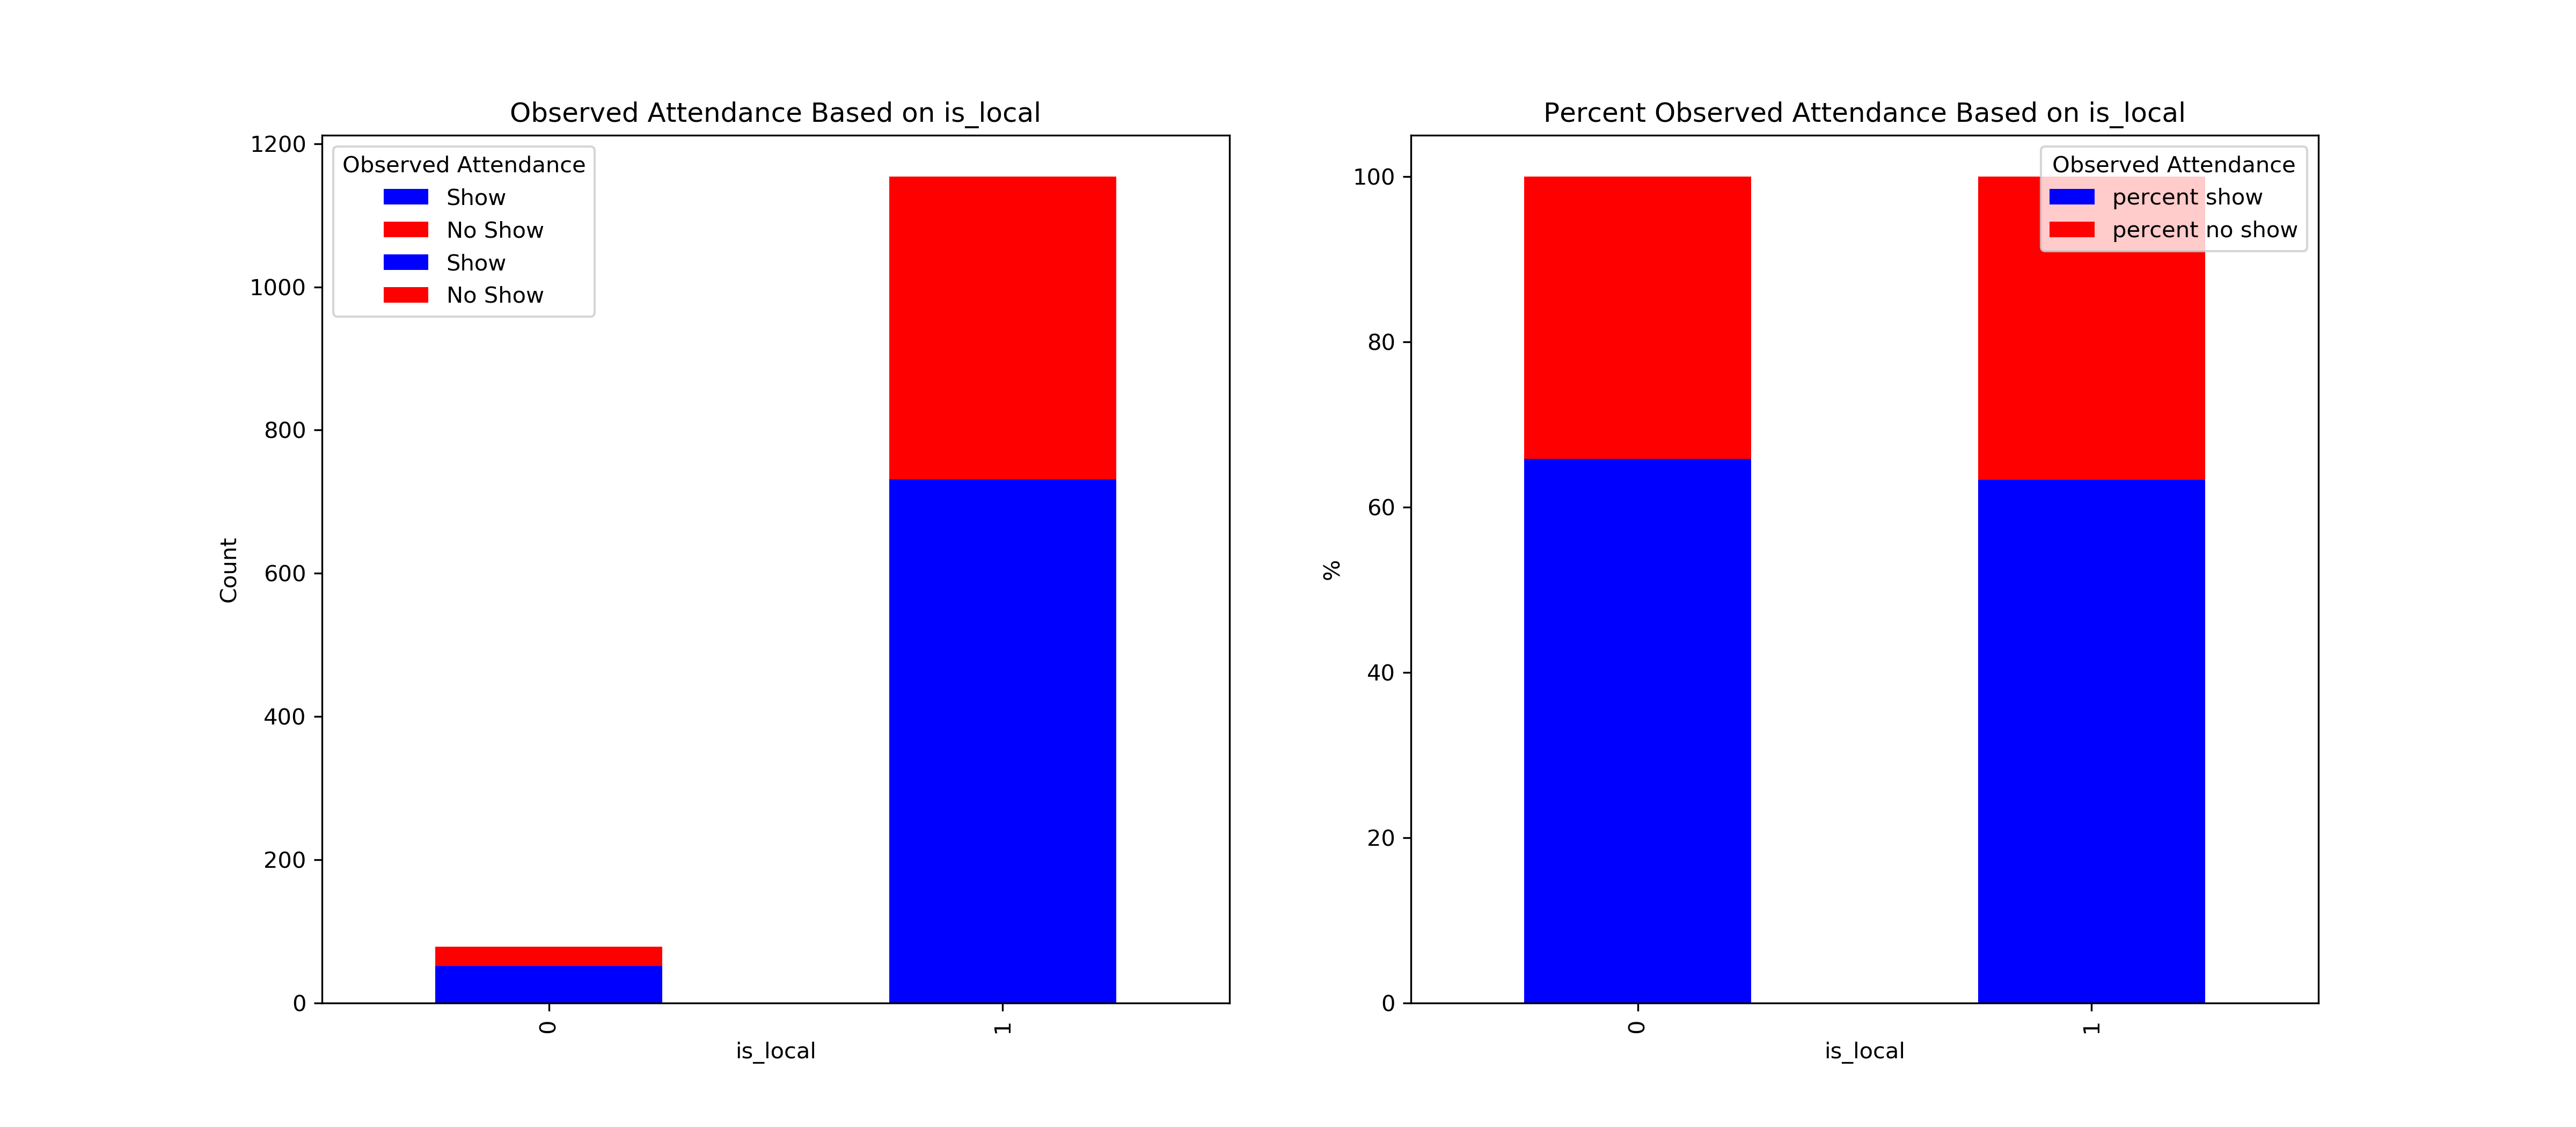 Observed Attendance Based on is_local
1200
1000
800
600
400
200
0
Count
Observed Attendance
Show
No Show
Show
No Show
0
1
is_local
Percent Observed Attendance Based on is_local
100
80
60
40
20
0
%
Observed Attendance
percent show
percent no show
0
1
is_local